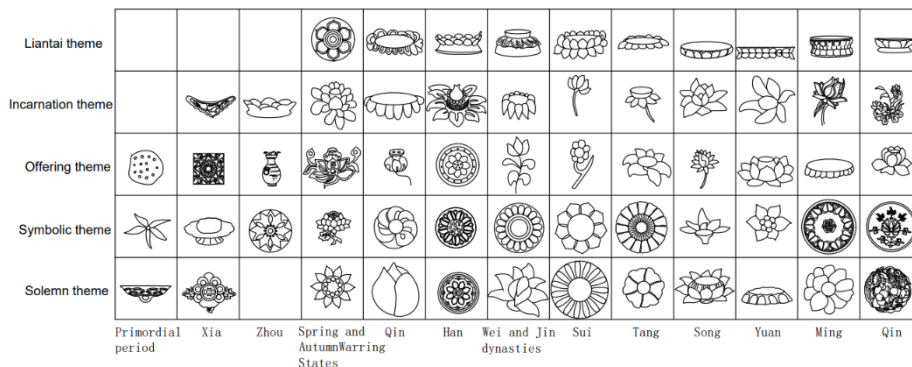 Liantai theme
Incarnation theme
Offering theme
Symbolic theme
Solemn theme
Primordial period
Xia
Zhou
Spring and AutumnWarring States
Qin
Han
Wei and Jin dynasties
Sui
Tang
Song
Yuan
Ming
Qin